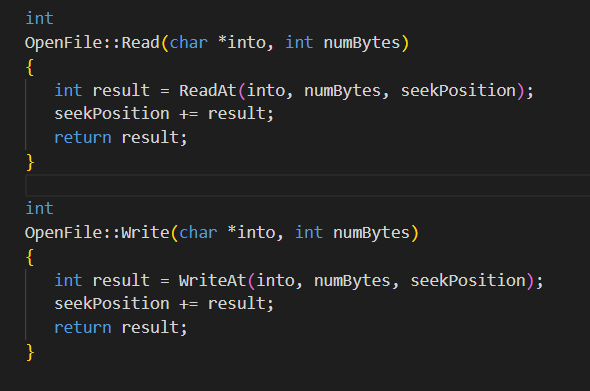 int
OpenFile::Read(char *into, int numBytes)
{
int result = ReadAt(into, numBytes, seekPosition);
seekPosition += result;
return result;
}
int
OpenFile::Write(char *into, int numBytes)
{
int result = WriteAt(into, numBytes, seekPosition);
seekPosition += result;
return result;
}